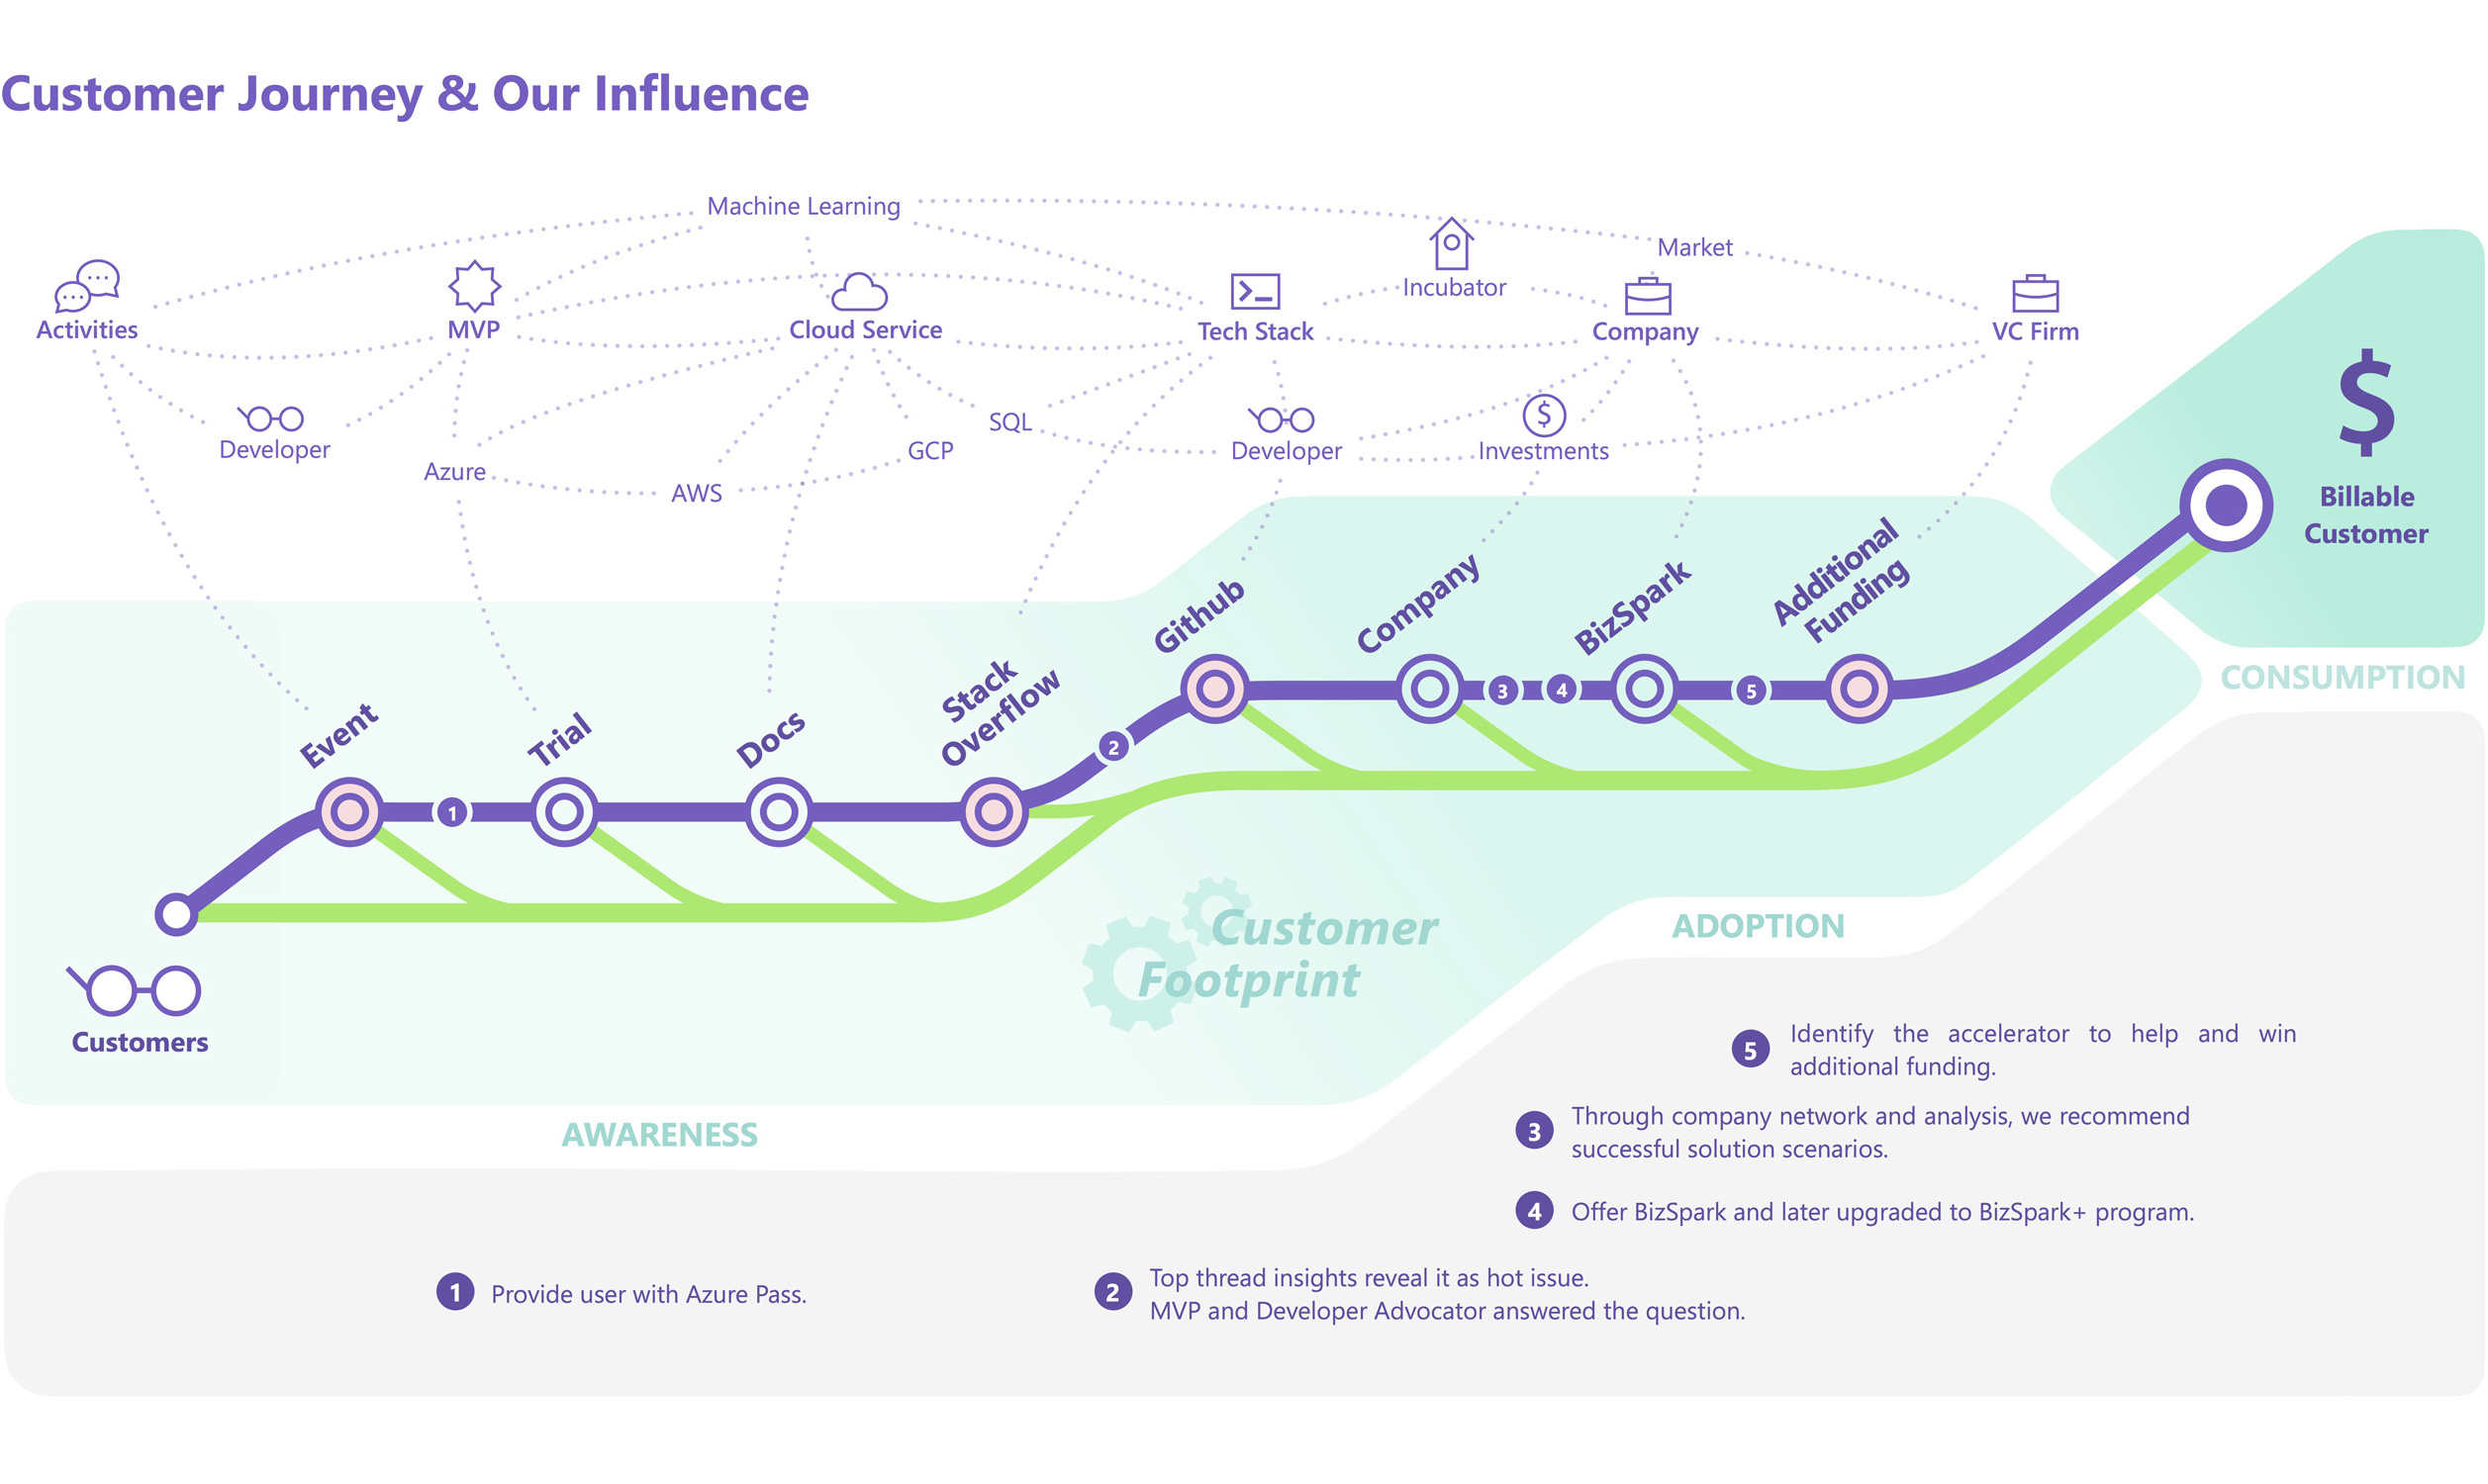 Customer Journey & Our Influence
Machine Learning
Market
Incubator
Activities
MVP
Cloud Service
Tech Stack
Company
VC Firm
Developer
Azure
AWS
GCP
SQL
Developer
Investments
$
$
Billable
Customer
CONSUMPTION
Event
Trial
Docs
Stack
Overflow
Github
Company
BizSpark
Additional
Funding
1
2
3
4
5
Customers
Customer
Footprint
ADOPTION
AWARENESS
5 Identify the accelerator to help and win
additional funding.
3 Through company network and analysis, we recommend
successful solution scenarios.
4 Offer BizSpark and later upgraded to BizSpark+ program.
1 Provide user with Azure Pass.
2 Top thread insights reveal it as hot issue.
MVP and Developer Advocator answered the question.